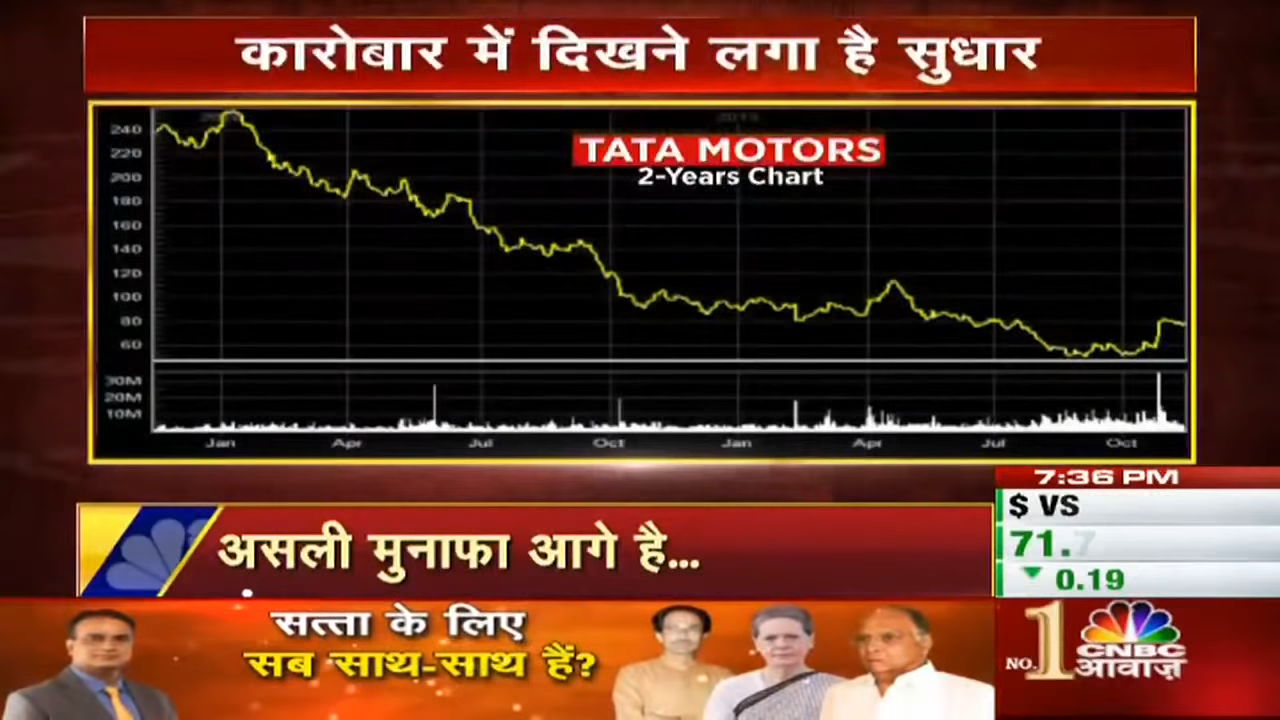 कारोबार में दिखने लगा है सुधार
TATA MOTORS
2-Years Chart
240
220
200
180
160
140
120
100
80
60
30M
20M
10M
Jan Apr Jul Oct Jan Apr Jul Oct
7:36 PM
$ VS
71.7
0.19
असली मुनाफा आगे है...
सत्ता के लिए
सब साथ-साथ हैं?
NO.1
CNBC
आवाज़